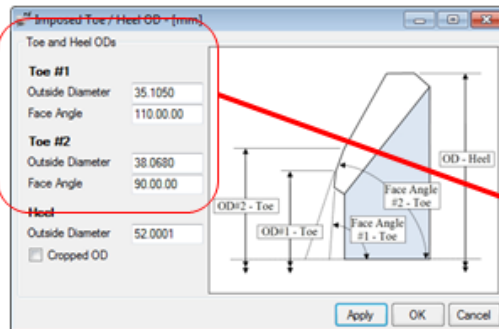 Imposed Toe / Heel OD - [mm]
Toe and Heel ODs
Toe #1
Outside Diameter 35.1050
Face Angle 110.00.00
Toe #2
Outside Diameter 38.0680
Face Angle 90.00.00
Heel
Outside Diameter 52.0001
Cropped OD
OD - Heel
OD#2 - Toe
Face Angle
#2 - Toe
OD#1 - Toe
Face Angle
#1 - Toe
Apply OK Cancel